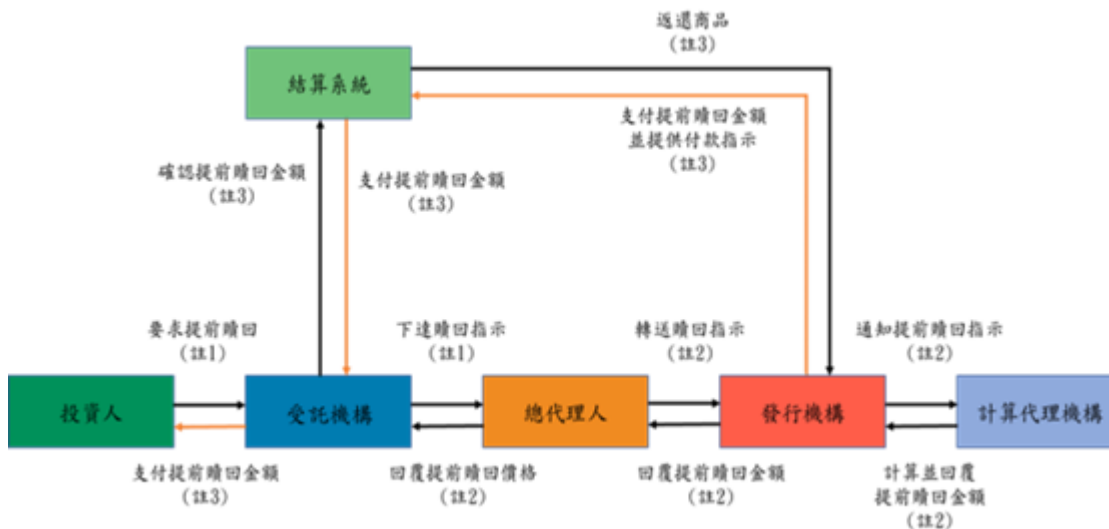 返還商品
(註3)
結算系統
支付提前贖回金額
並提供付款指示
(註3)
確認提前贖回金額
(註3)
支付提前贖回金額
(註3)
要求提前贖回
(註1)
下達贖回指示
(註1)
轉送贖回指示
(註2)
通知提前贖回指示
(註2)
投資人
受託機構
總代理人
發行機構
計算代理機構
支付提前贖回金額
(註3)
回覆提前贖回價格
(註2)
回覆提前贖回金額
(註2)
計算並回覆
提前贖回金額
(註2)